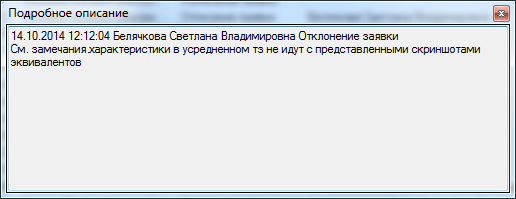 Подробное описание
14.10.2014 12:12:04 Белячкова Светлана Владимировна Отклонение заявки
См. замечания.характеристики в усредненном тз не идут с представленными скриншотами
эквивалентов